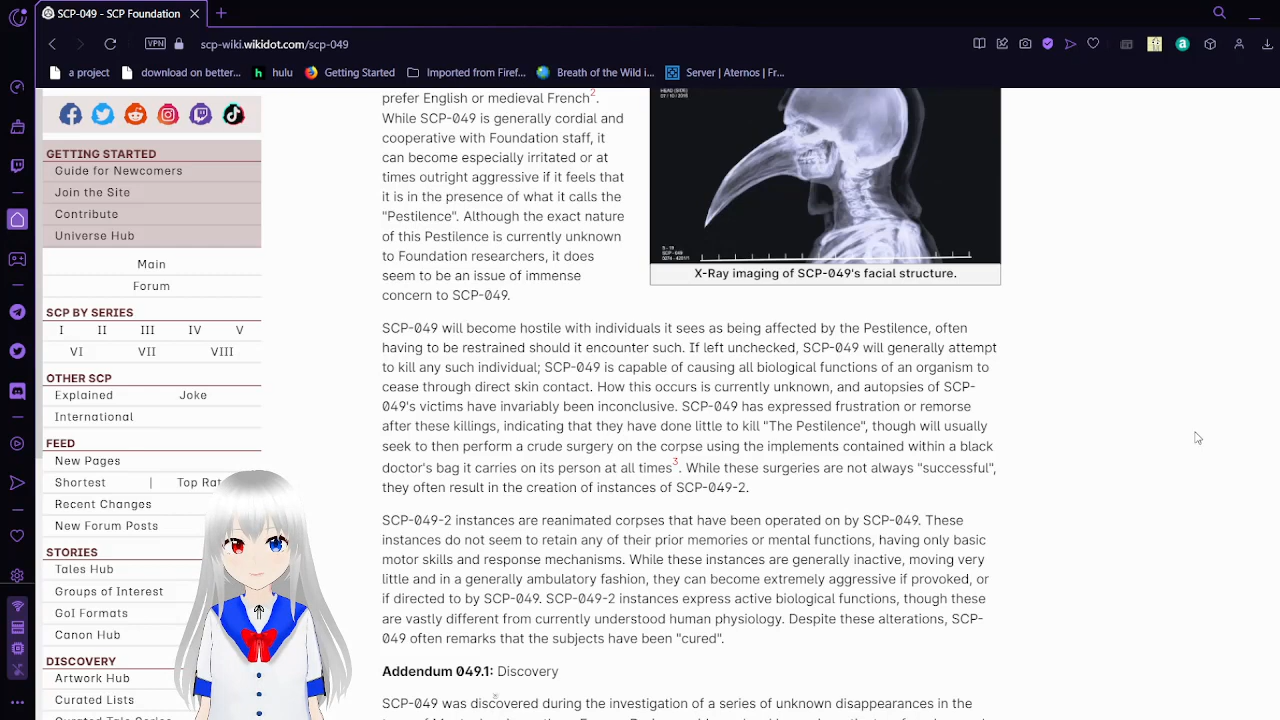 SCP-049 - SCP Foundation
VPN
scp-wiki.wikidot.com/scp-049
a project
download on better...
hulu
Getting Started
Imported from Firef...
Breath of the Wild i...
Server | Aternos | Fr...
GETTING STARTED
Guide for Newcomers
Join the Site
Contribute
Universe Hub
Main
Forum
SCP BY SERIES
I II III IV V
VI VII VIII
OTHER SCP
Explained Joke
International
FEED
New Pages
Shortest | Top Rat
Recent Changes
New Forum Posts
STORIES
Tales Hub
Groups of Interest
GoI Formats
Canon Hub
DISCOVERY
Artwork Hub
Curated Lists
prefer English or medieval French2.
While SCP-049 is generally cordial and
cooperative with Foundation staff, it
can become especially irritated or at
times outright aggressive if it feels that
it is in the presence of what it calls the
"Pestilence". Although the exact nature
of this Pestilence is currently unknown
to Foundation researchers, it does
seem to be an issue of immense
concern to SCP-049.
X-Ray imaging of SCP-049's facial structure.
SCP-049 will become hostile with individuals it sees as being affected by the Pestilence, often
having to be restrained should it encounter such. If left unchecked, SCP-049 will generally attempt
to kill any such individual; SCP-049 is capable of causing all biological functions of an organism to
cease through direct skin contact. How this occurs is currently unknown, and autopsies of SCP-
049's victims have invariably been inconclusive. SCP-049 has expressed frustration or remorse
after these killings, indicating that they have done little to kill "The Pestilence", though will usually
seek to then perform a crude surgery on the corpse using the implements contained within a black
doctor's bag it carries on its person at all times3. While these surgeries are not always "successful",
they often result in the creation of instances of SCP-049-2.
SCP-049-2 instances are reanimated corpses that have been operated on by SCP-049. These
instances do not seem to retain any of their prior memories or mental functions, having only basic
motor skills and response mechanisms. While these instances are generally inactive, moving very
little and in a generally ambulatory fashion, they can become extremely aggressive if provoked, or
if directed to by SCP-049. SCP-049-2 instances express active biological functions, though these
are vastly different from currently understood human physiology. Despite these alterations, SCP-
049 often remarks that the subjects have been "cured".
Addendum 049.1: Discovery
SCP-049 was discovered during the investigation of a series of unknown disappearances in the